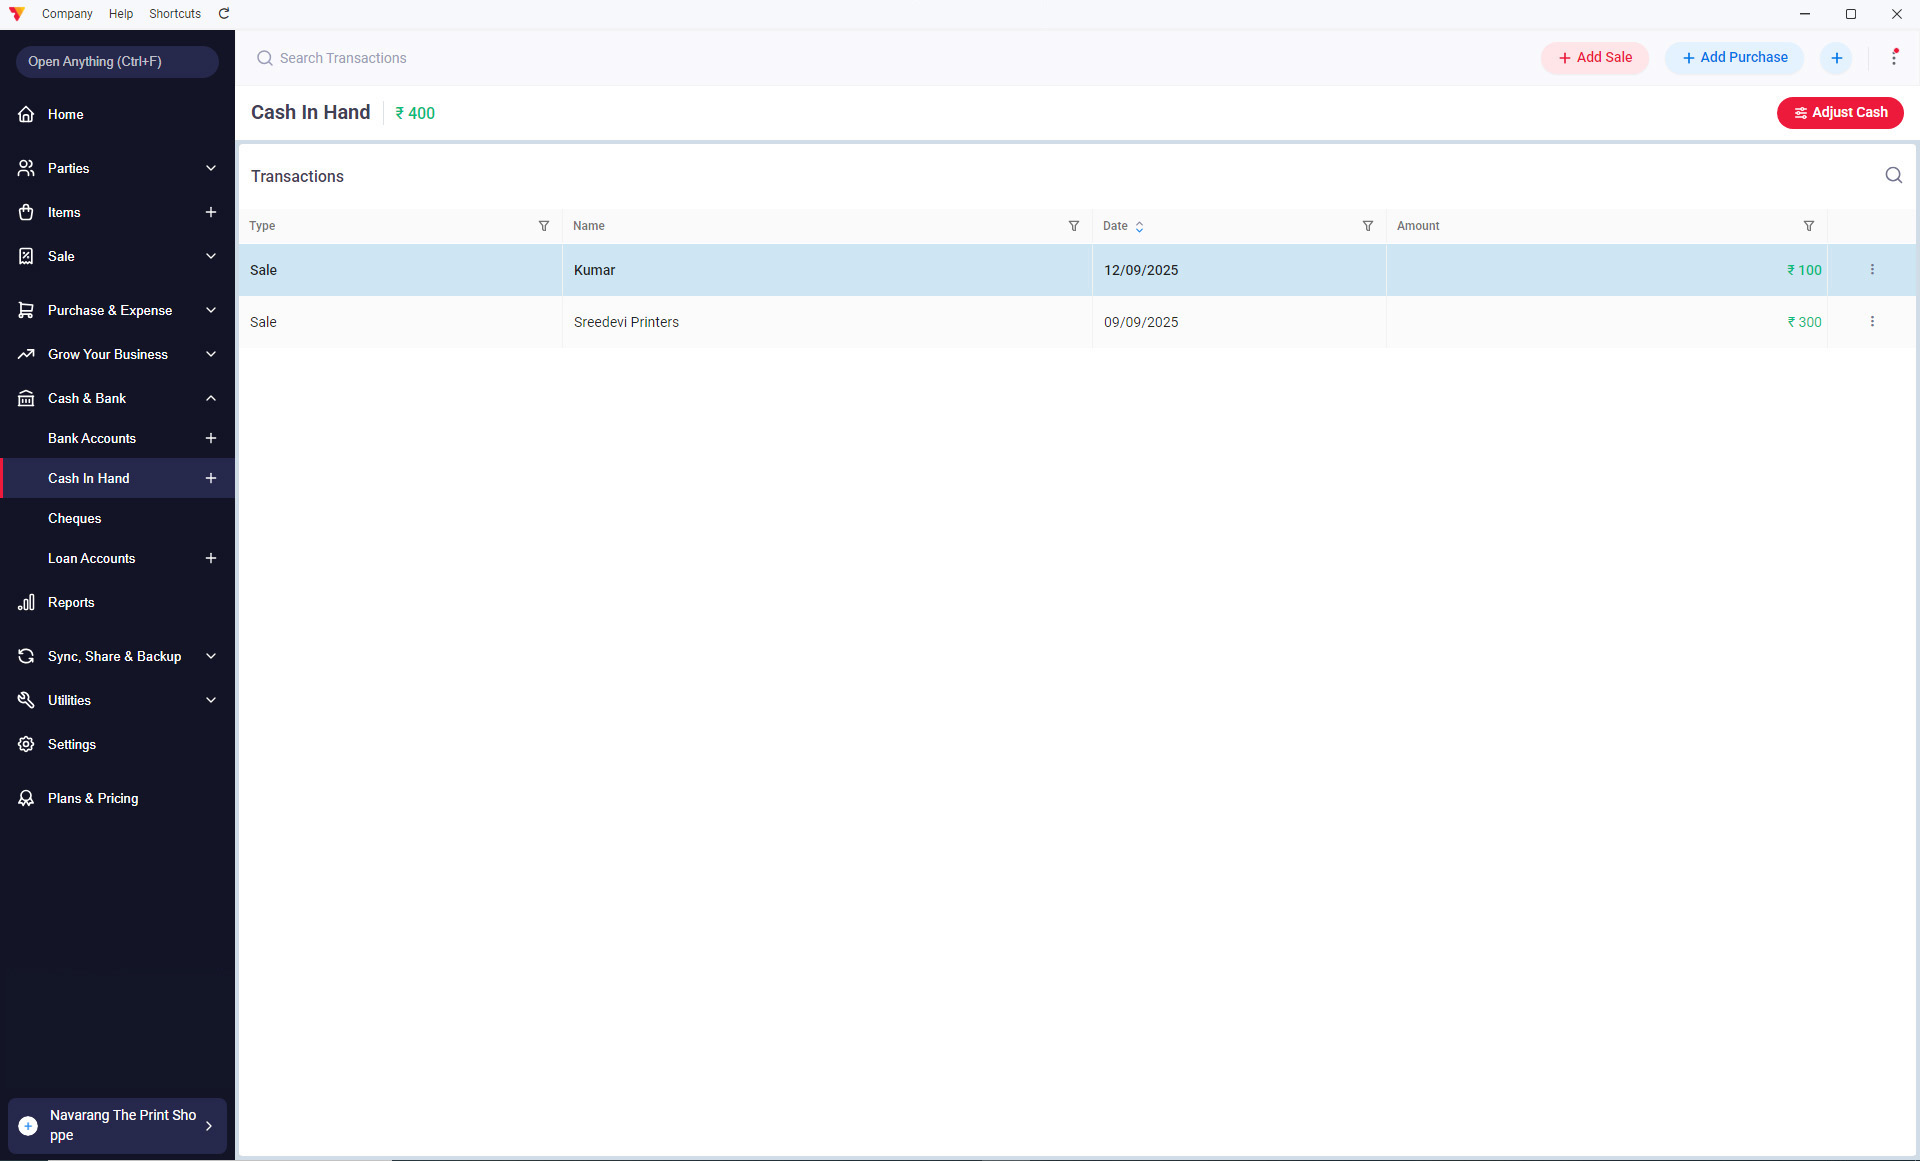 Company Help Shortcuts
Open Anything (Ctrl+F)
Home
Parties
Items
Sale
Purchase & Expense
Grow Your Business
Cash & Bank
Bank Accounts
Cash In Hand
Cheques
Loan Accounts
Reports
Sync, Share & Backup
Utilities
Settings
Plans & Pricing
Navarang The Print Sho
ppe
Search Transactions
Add Sale
Add Purchase
Cash In Hand ₹ 400
Adjust Cash
Transactions
Type Name Date Amount
Sale Kumar 12/09/2025 ₹ 100
Sale Sreedevi Printers 09/09/2025 ₹ 300